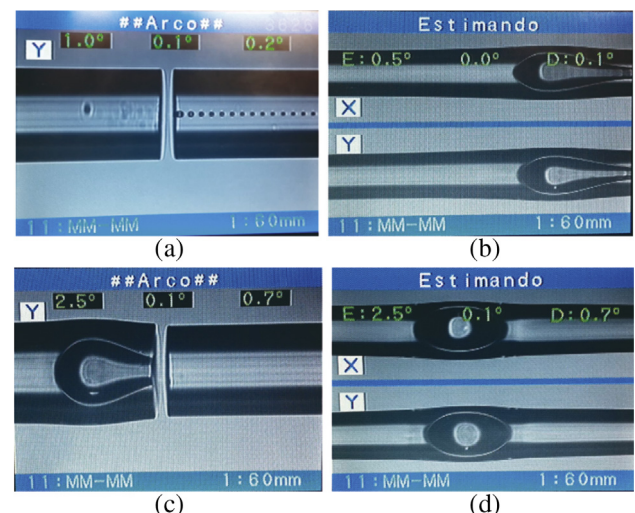 ##Arco##
Y 1.0° 0.1° 0.2°
11:MM-MM 1:60mm
(a)
Estimando
E:0.5° 0.0° D:0.1°
X
Y
11:MM-MM 1:60mm
(b)
##Arco##
Y 2.5° 0.1° 0.7°
11:MM-MM 1:60mm
(c)
Estimando
E:2.5° 0.1° D:0.7°
X
Y
11:MM-MM 1:60mm
(d)